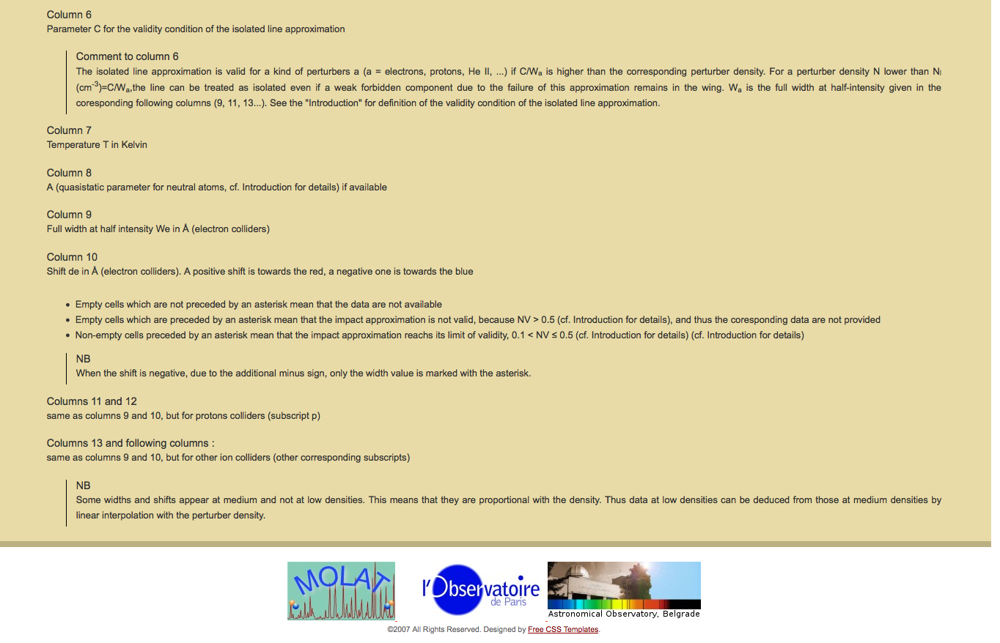 Column 6
Parameter C for the validity condition of the isolated line approximation
Comment to column 6
The isolated line approximation is valid for a kind of perturbers a (a = electrons, protons, He II, ...) if C/Wa is higher than the corresponding perturber density. For a perturber density N lower than Nl
(cm-3)=C/Wa,the line can be treated as isolated even if a weak forbidden component due to the failure of this approximation remains in the wing. Wa is the full width at half-intensity given in the
coresponding following columns (9, 11, 13...). See the "Introduction" for definition of the validity condition of the isolated line approximation.
Column 7
Temperature T in Kelvin
Column 8
A (quasistatic parameter for neutral atoms, cf. Introduction for details) if available
Column 9
Full width at half intensity We in Å (electron colliders)
Column 10
Shift de in Å (electron colliders). A positive shift is towards the red, a negative one is towards the blue
• Empty cells which are not preceded by an asterisk mean that the data are not available
• Empty cells which are preceded by an asterisk mean that the impact approximation is not valid, because NV > 0.5 (cf. Introduction for details), and thus the coresponding data are not provided
• Non-empty cells preceded by an asterisk mean that the impact approximation reachs its limit of validity, 0.1 < NV ≤ 0.5 (cf. Introduction for details) (cf. Introduction for details)
NB
When the shift is negative, due to the additional minus sign, only the width value is marked with the asterisk.
Columns 11 and 12
same as columns 9 and 10, but for protons colliders (subscript p)
Columns 13 and following columns :
same as columns 9 and 10, but for other ion colliders (other corresponding subscripts)
NB
Some widths and shifts appear at medium and not at low densities. This means that they are proportional with the density. Thus data at low densities can be deduced from those at medium densities by
linear interpolation with the perturber density.
MOLAT
l'Observatoire
de Paris
Astronomical Observatory, Belgrade
©2007 All Rights Reserved. Designed by Free CSS Templates.